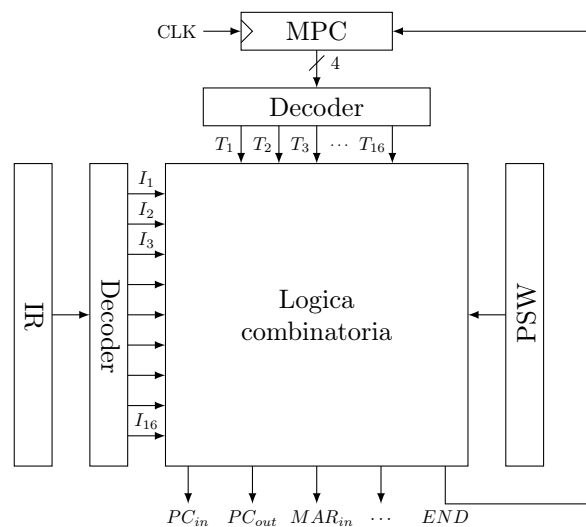 CLK
MPC
4
Decoder
T1 T2 T3 ... T16
I1
I2
I3
I16
IR
Decoder
Logica
combinatoria
PSW
PCin PCout MARin ... END